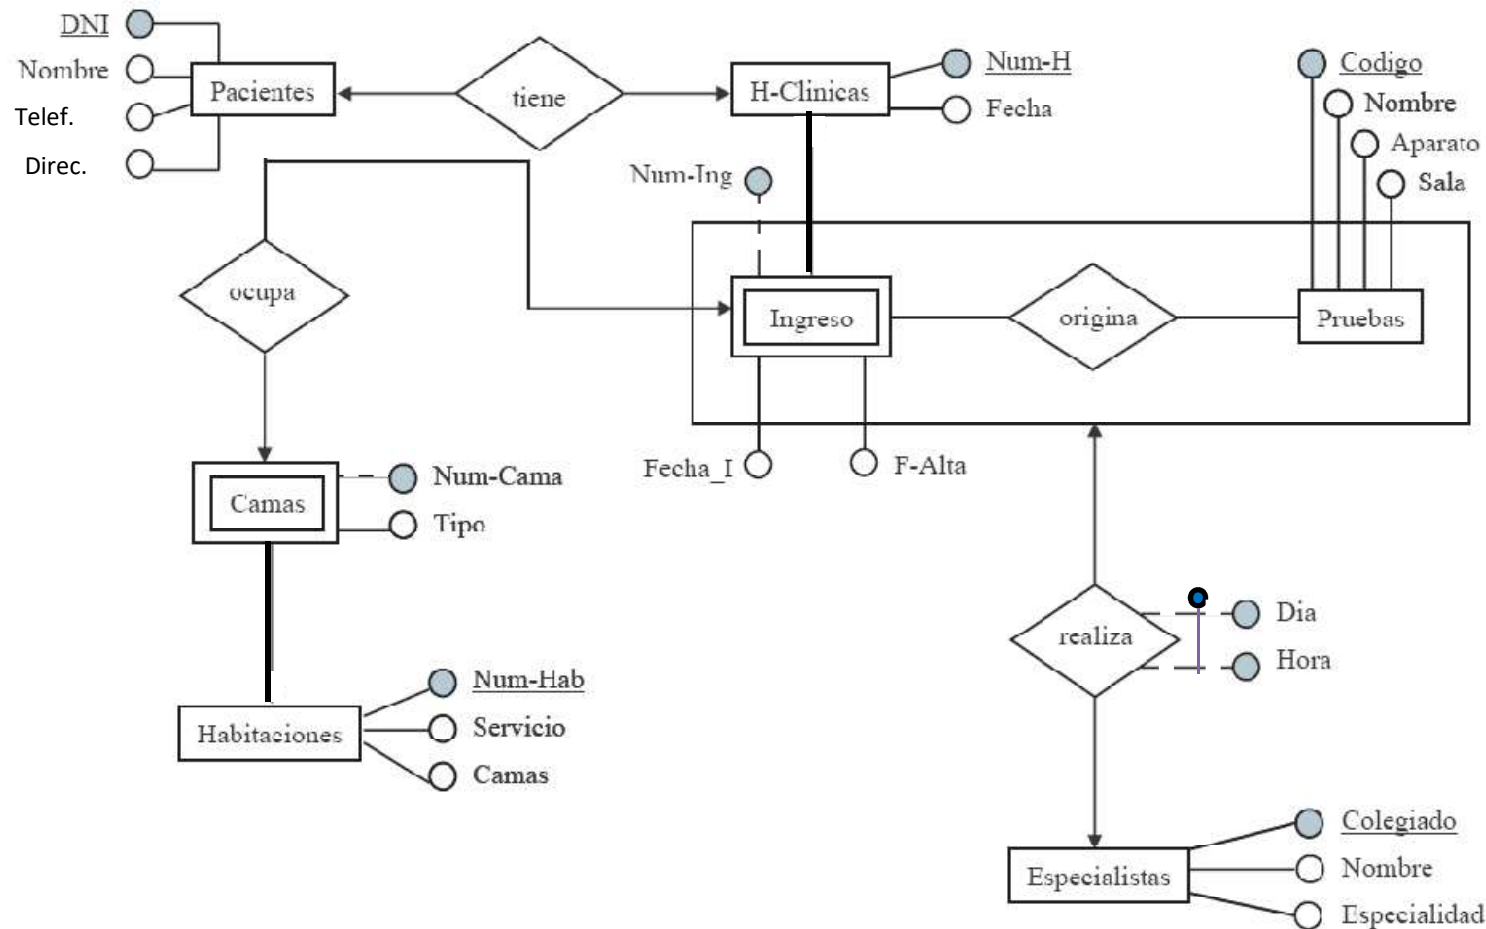 DNI
Nombre
Telef.
Direc.
Pacientes
tiene
H-Clinicas
Num-H
Fecha
Codigo
Nombre
Aparato
Sala
Num-Ing
ocupa
Ingreso
origina
Pruebas
Fecha_I
F-Alta
Camas
Num-Cama
Tipo
realiza
Dia
Hora
Habitaciones
Num-Hab
Servicio
Camas
Especialistas
Colegiado
Nombre
Especialidad